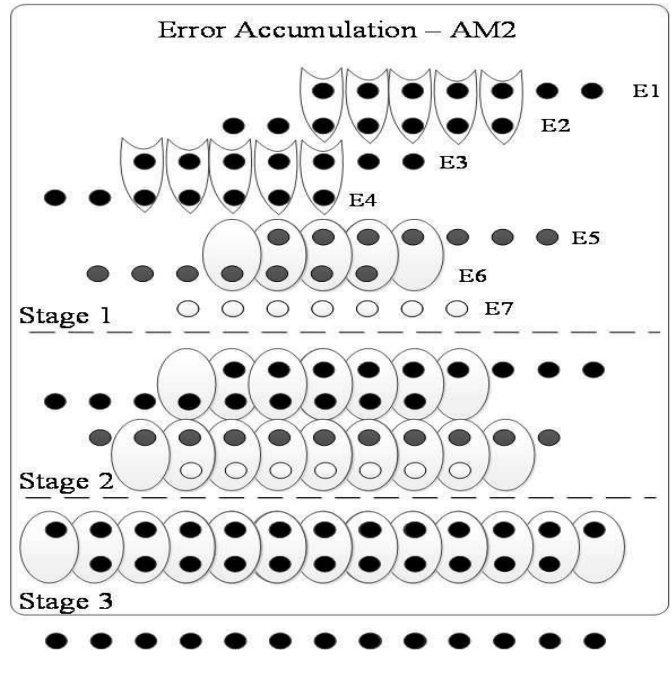 Error Accumulation – AM2
E1
E2
E3
E4
E5
E6
E7
Stage 1
Stage 2
Stage 3